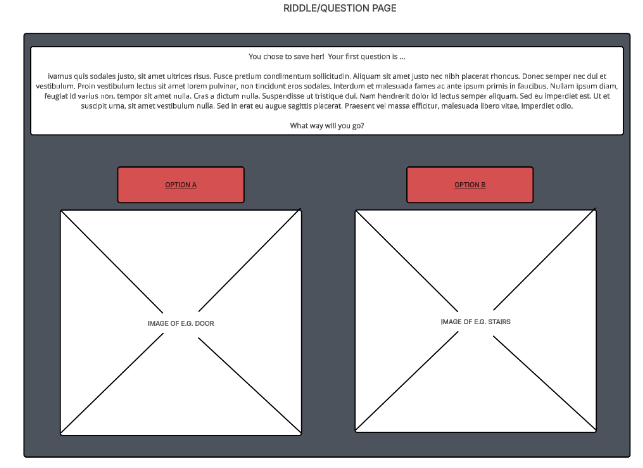 RIDDLE/QUESTION PAGE
You chose to save her!  Your first question is ...
ivamus quis sodales justo, sit amet ultrices risus. Fusce pretium condimentum sollicitudin. Aliquam sit amet justo nec nibh placerat rhoncus. Donec semper nec dui et
vestibulum. Proin vestibulum lectus sit amet lorem pulvinar, non tincidunt eros sodales. Interdum et malesuada fames ac ante ipsum primis in faucibus. Nullam ipsum diam,
feugiat id varius non, tempor sit amet nulla. Cras a dictum nulla. Suspendisse ut tristique dui. Nam hendrerit dolor id lectus semper aliquam. Sed eu imperdiet est. Ut et
suscipit urna, sit amet vestibulum nulla. Sed in erat eu augue sagittis placerat. Praesent vel massa efficitur, malesuada libero vitae, imperdiet odio.
What way will you go?
OPTION A
OPTION B
IMAGE OF E.G. DOOR
IMAGE OF E.G. STAIRS